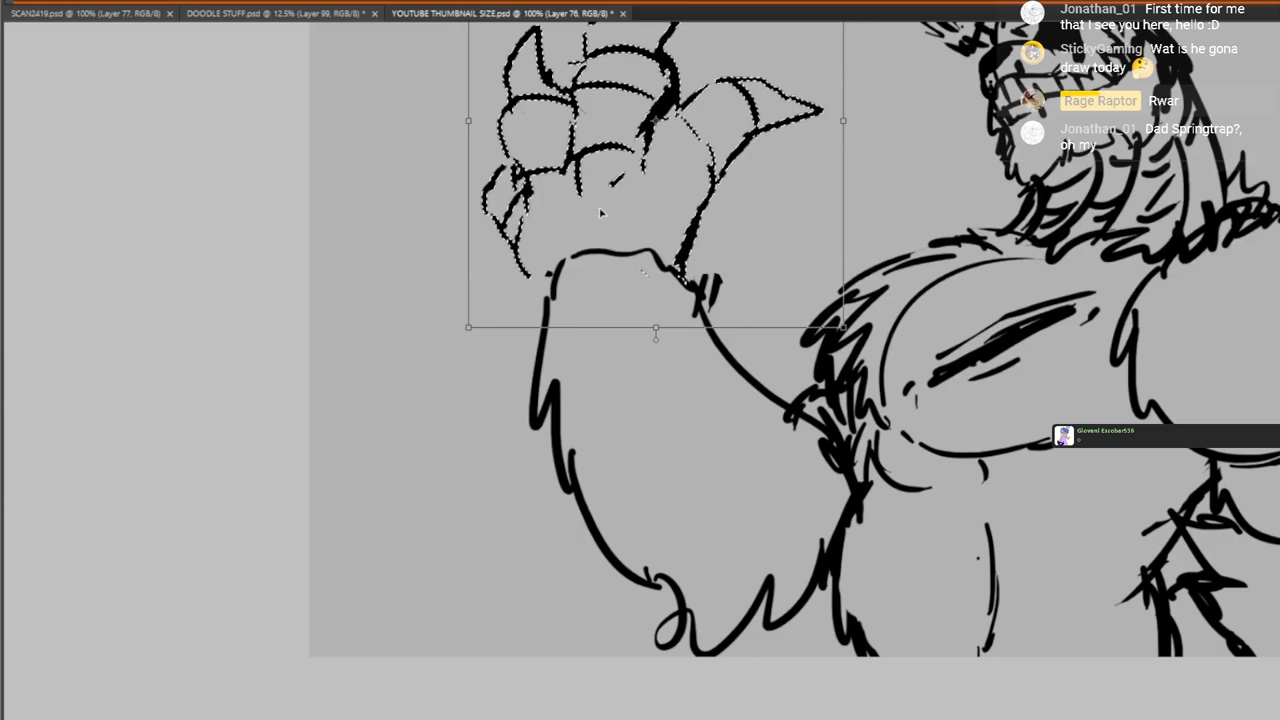 SCAN2419.psd @ 100% (Layer 77, RGB/8)
DOODLE STUFF.psd @ 12.5% (Layer 99, RGB/8) *
YOUTUBE THUMBNAIL SIZE.psd @ 100% (Layer 76, RGB/8) *
Jonathan_01 First time for me
that I see you here, hello :D
StickyGaming Wat is he gona
draw today 🤔
Rage Raptor Rwar
Jonathan_01 Dad Springtrap?,
oh my
Giovani Escobar536